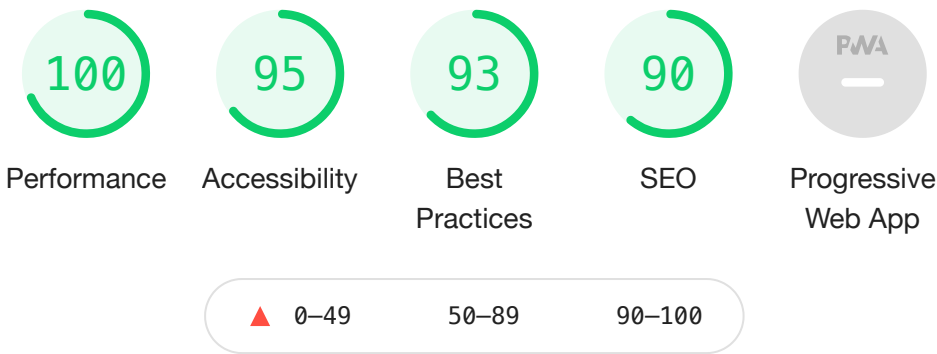 100 95 93 90 PWA
Performance Accessibility Best Practices SEO Progressive Web App
0–49 50–89 90–100